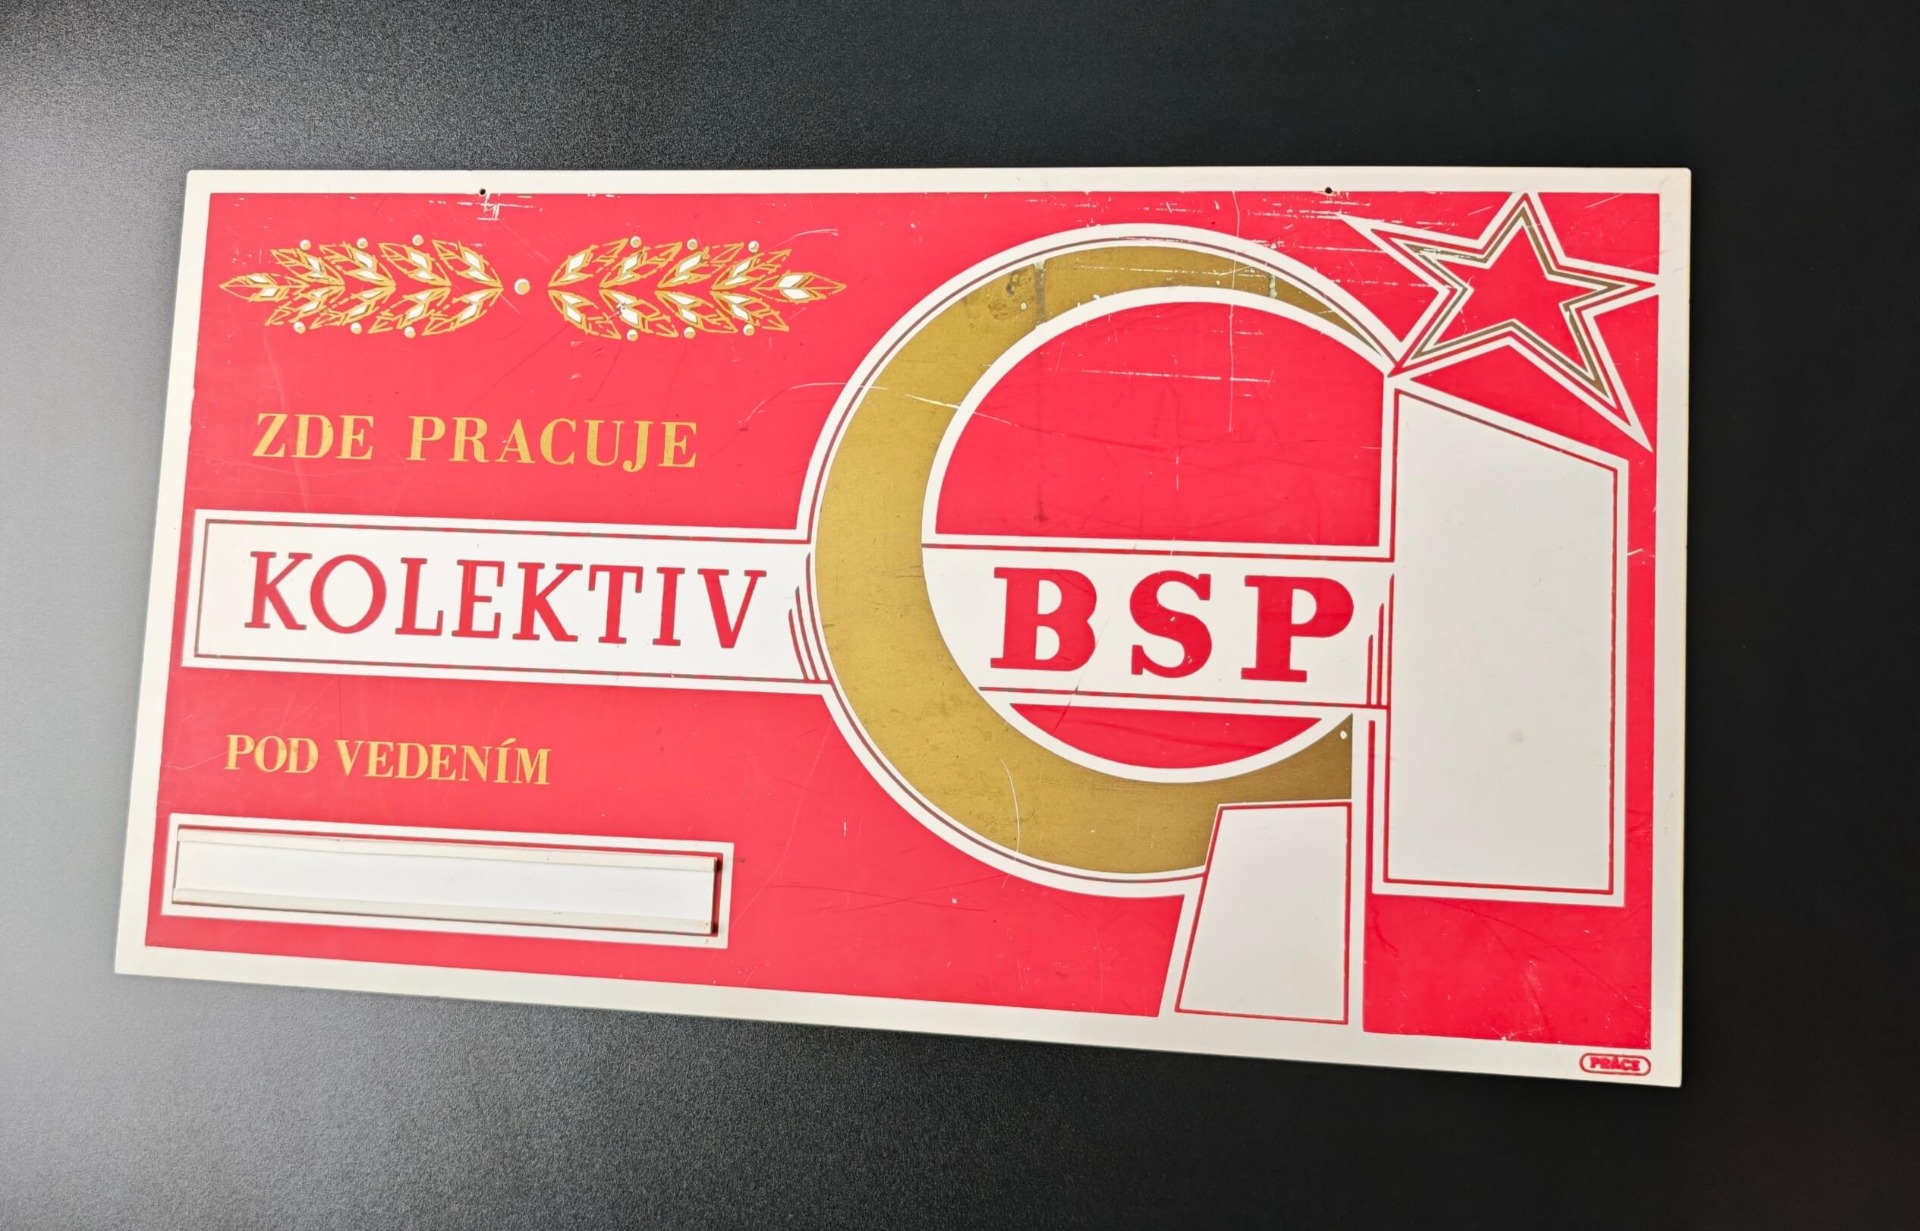 ZDE PRACUJE
KOLEKTIV BSP
POD VEDENÍM
PRÁCE